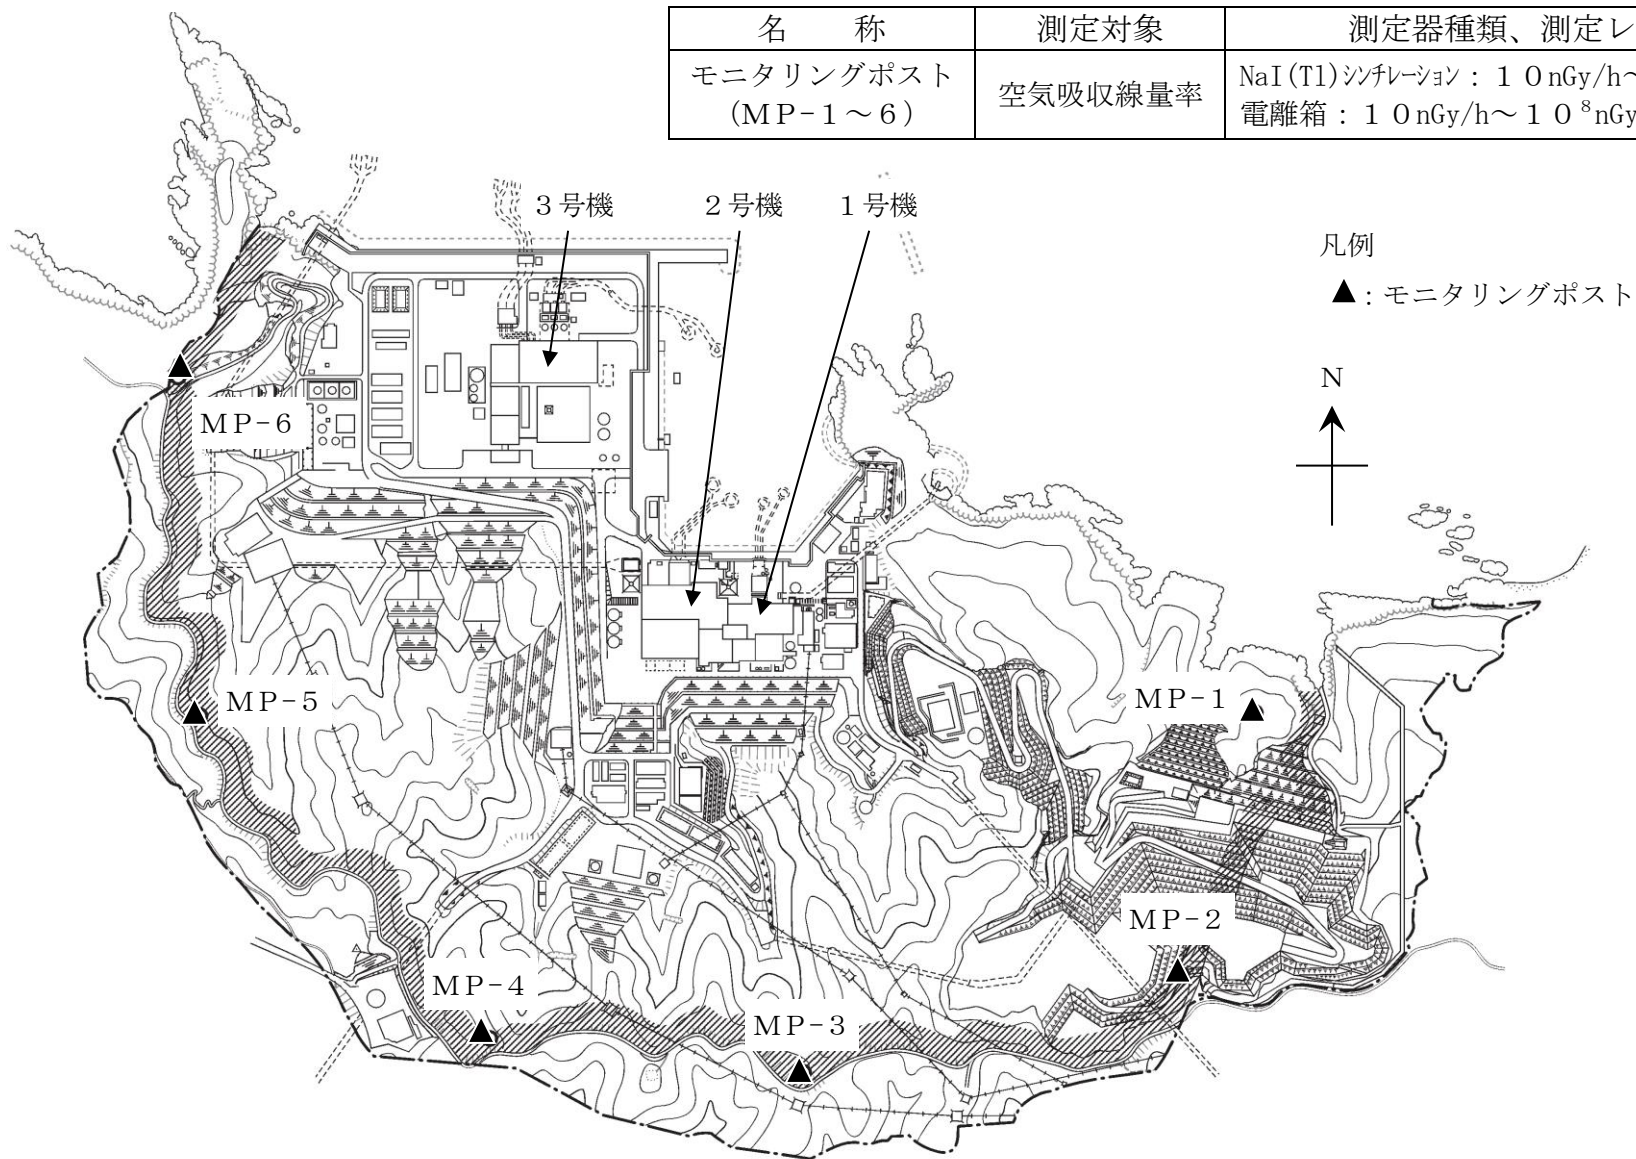 名　　称
測定対象
測定器種類、測定レ
モニタリングポスト
(ＭＰ-１～６)
空気吸収線量率
NaI(Tl)ｼﾝﾁﾚｰｼｮﾝ：１０nGy/h～
電離箱：１０nGy/h～１０⁸nGy
３号機
２号機
１号機
凡例
▲：モニタリングポスト
Ｎ
ＭＰ-６
ＭＰ-５
ＭＰ-１
ＭＰ-２
ＭＰ-４
ＭＰ-３